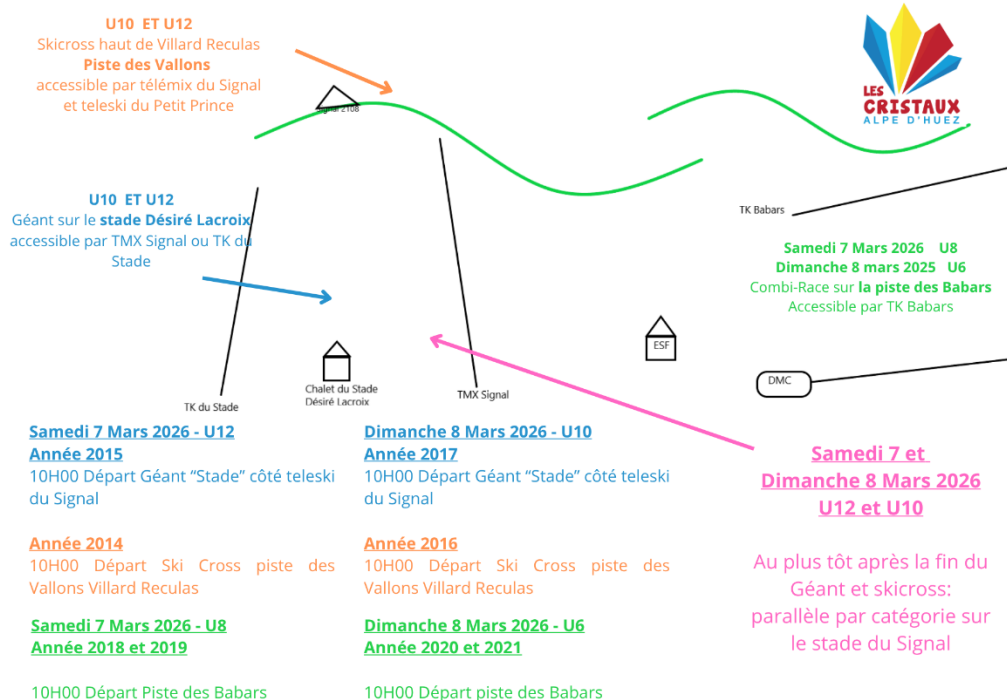 U10 ET U12
Skicross haut de Villard Reculas
Piste des Vallons
accessible par télémix du Signal
et teleski du Petit Prince
Signal 2108
LES
CRISTAUX
ALPE D'HUEZ
U10 ET U12
Géant sur le stade Désiré Lacroix
accessible par TMX Signal ou TK du
Stade
TK Babars
Samedi 7 Mars 2026 U8
Dimanche 8 mars 2025 U6
Combi-Race sur la piste des Babars
Accessible par TK Babars
ESF
DMC
Chalet du Stade
Désiré Lacroix
TMX Signal
TK du Stade
Samedi 7 Mars 2026 - U12
Année 2015
10H00 Départ Géant “Stade” côté teleski
du Signal
Année 2014
10H00 Départ Ski Cross piste des
Vallons Villard Reculas
Samedi 7 Mars 2026 - U8
Année 2018 et 2019
10H00 Départ Piste des Babars
Dimanche 8 Mars 2026 - U10
Année 2017
10H00 Départ Géant “Stade” côté teleski
du Signal
Année 2016
10H00 Départ Ski Cross piste des
Vallons Villard Reculas
Dimanche 8 Mars 2026 - U6
Année 2020 et 2021
10H00 Départ piste des Babars
Samedi 7 et
Dimanche 8 Mars 2026
U12 et U10
Au plus tôt après la fin du
Géant et skicross:
parallèle par catégorie sur
le stade du Signal